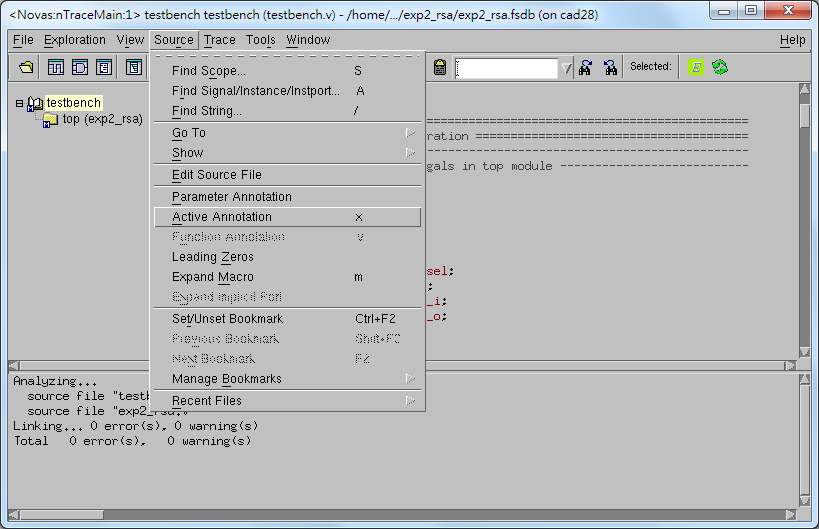 <Novas:nTraceMain:1> testbench testbench (testbench.v) - /home/.../exp2_rsa/exp2_rsa.fsdb (on cad28)
File Exploration View Source Trace Tools Window Help
Selected:
testbench
top (exp2_rsa)
Find Scope... S
Find Signal/Instance/Instport... A
Find String... /
Go To
Show
Edit Source File
Parameter Annotation
Active Annotation x
Function Annotation v
Leading Zeros
Expand Macro m
Expand Implicit Port
Set/Unset Bookmark Ctrl+F2
Previous Bookmark Shift+F2
Next Bookmark F2
Manage Bookmarks
Recent Files
==============================================
ration =======================================
----------------------------------------------
gals in top module ---------------------------
sel;
;
_i;
_o;
Analyzing...
source file "testb
source file "exp2_rsa.v"
Linking... 0 error(s), 0 warning(s)
Total 0 error(s), 0 warning(s)